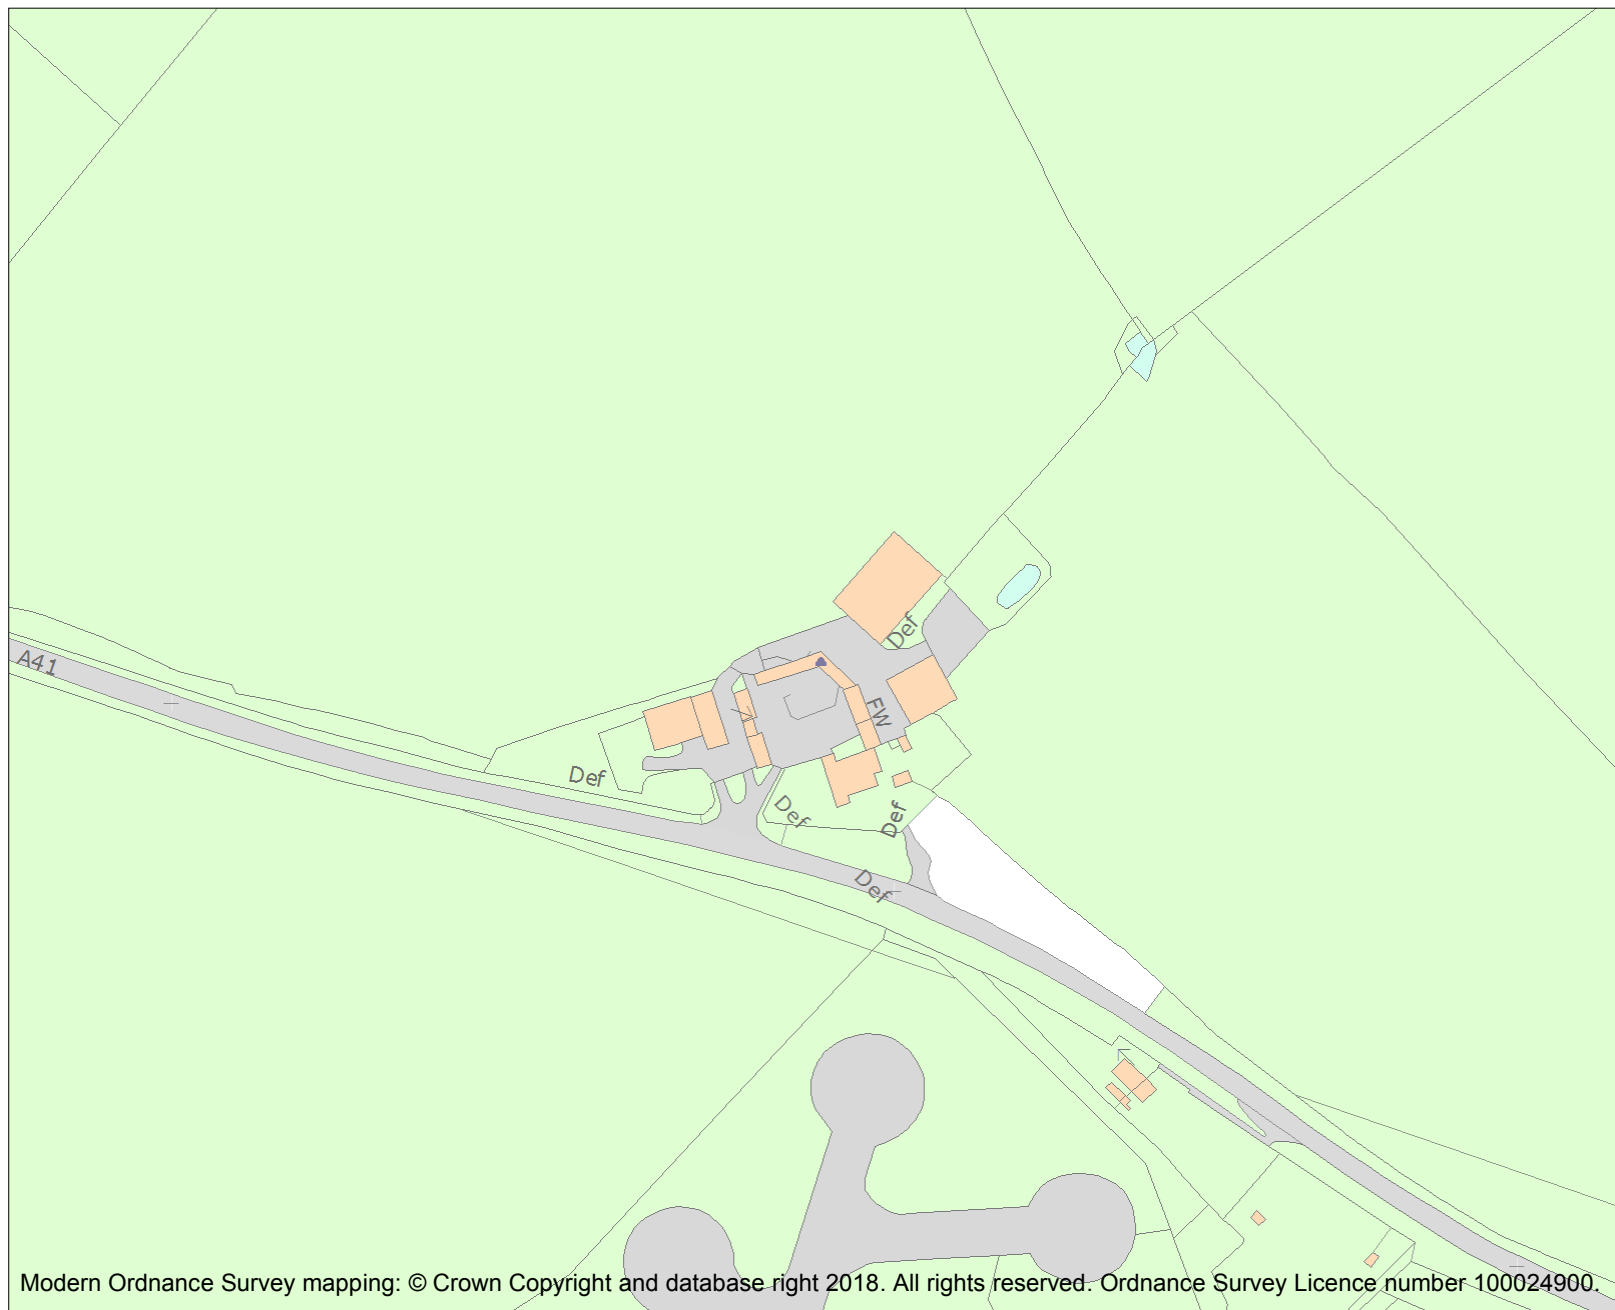 Def
A41
FW
Def
Def
Def
Def
Modern Ordnance Survey mapping: © Crown Copyright and database right 2018. All rights reserved. Ordnance Survey Licence number 100024900.